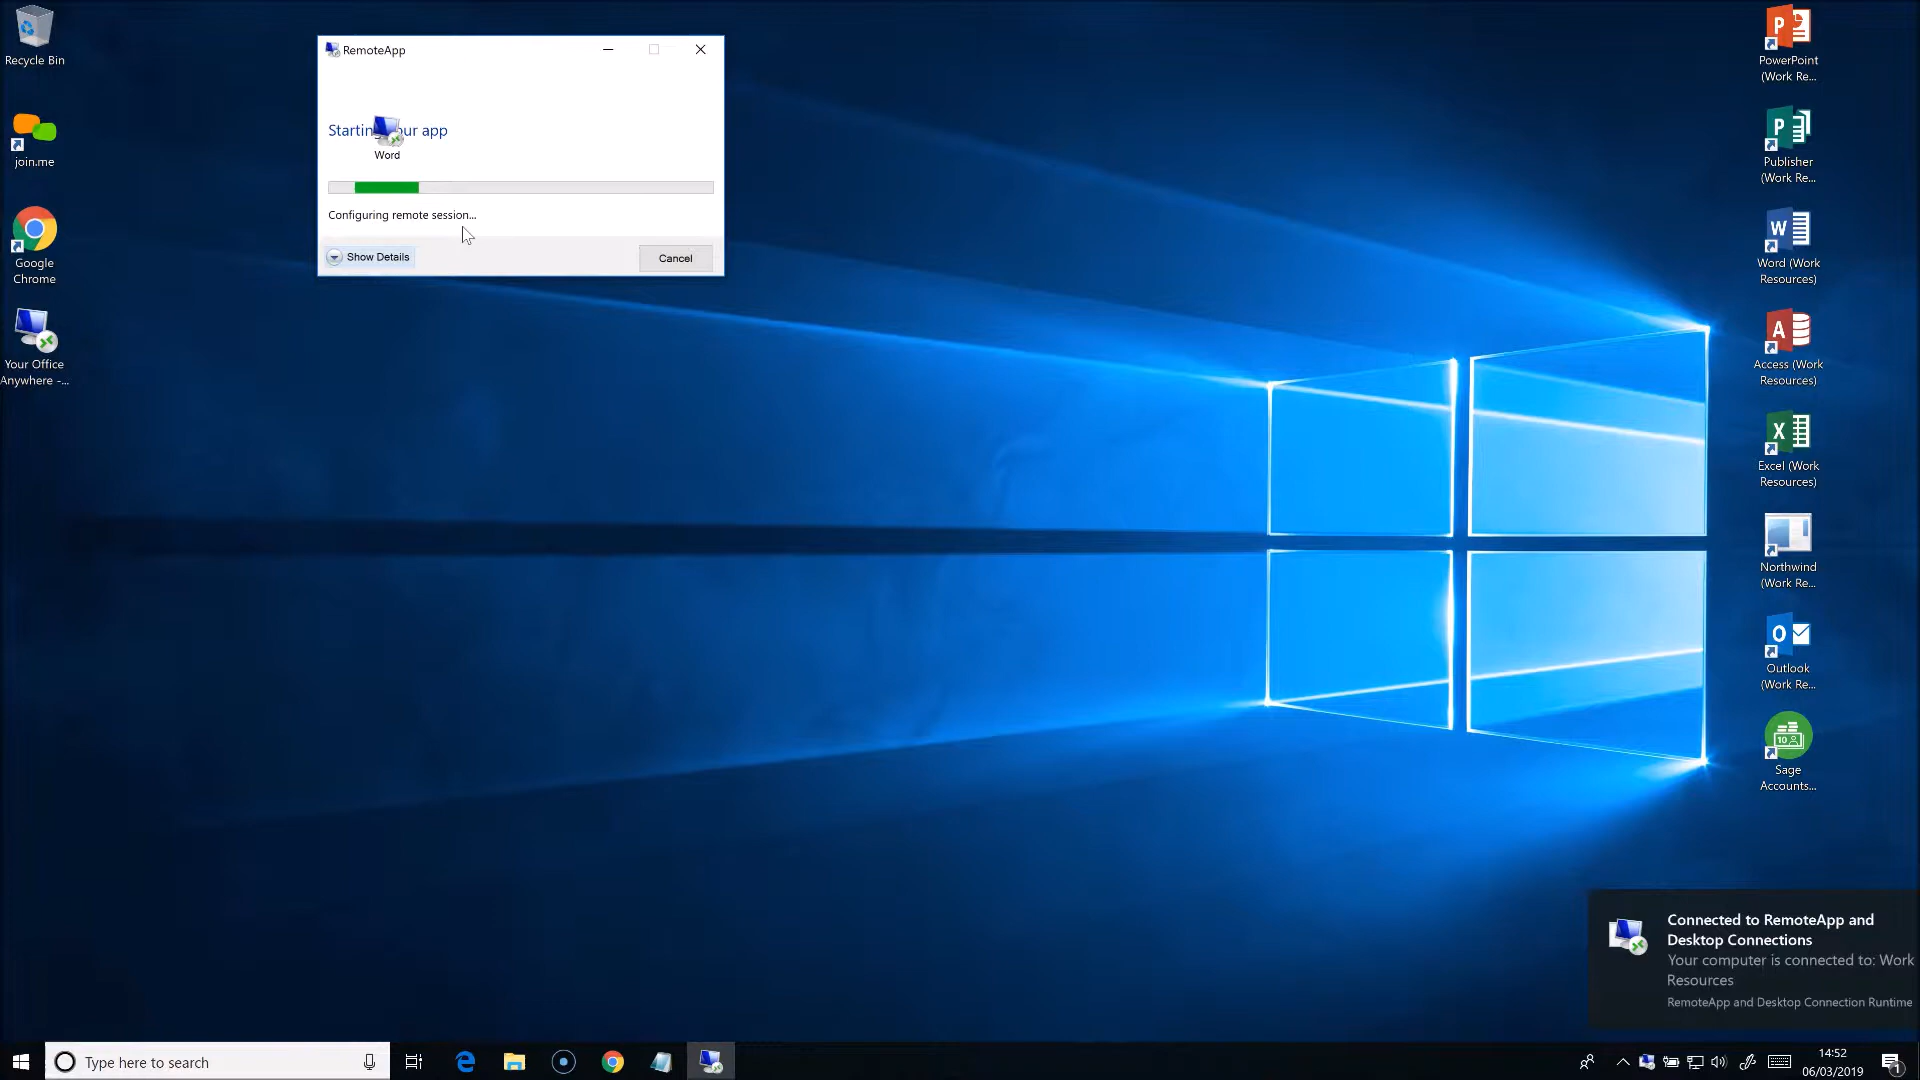 Recycle Bin
join.me
Google
Chrome
Your Office
Anywhere -...
RemoteApp
your app
Word
Configuring remote session...
Show Details
Cancel
PowerPoint
(Work Re...
Publisher
(Work Re...
Word (Work
Resources)
Access (Work
Resources)
Excel (Work
Resources)
Northwind
(Work Re...
Outlook
(Work Re...
10
Sage
Accounts...
Connected to RemoteApp and
Desktop Connections
Your computer is connected to: Work
Resources
RemoteApp and Desktop Connection Runtime
Type here to search
14:52
06/03/2019
1